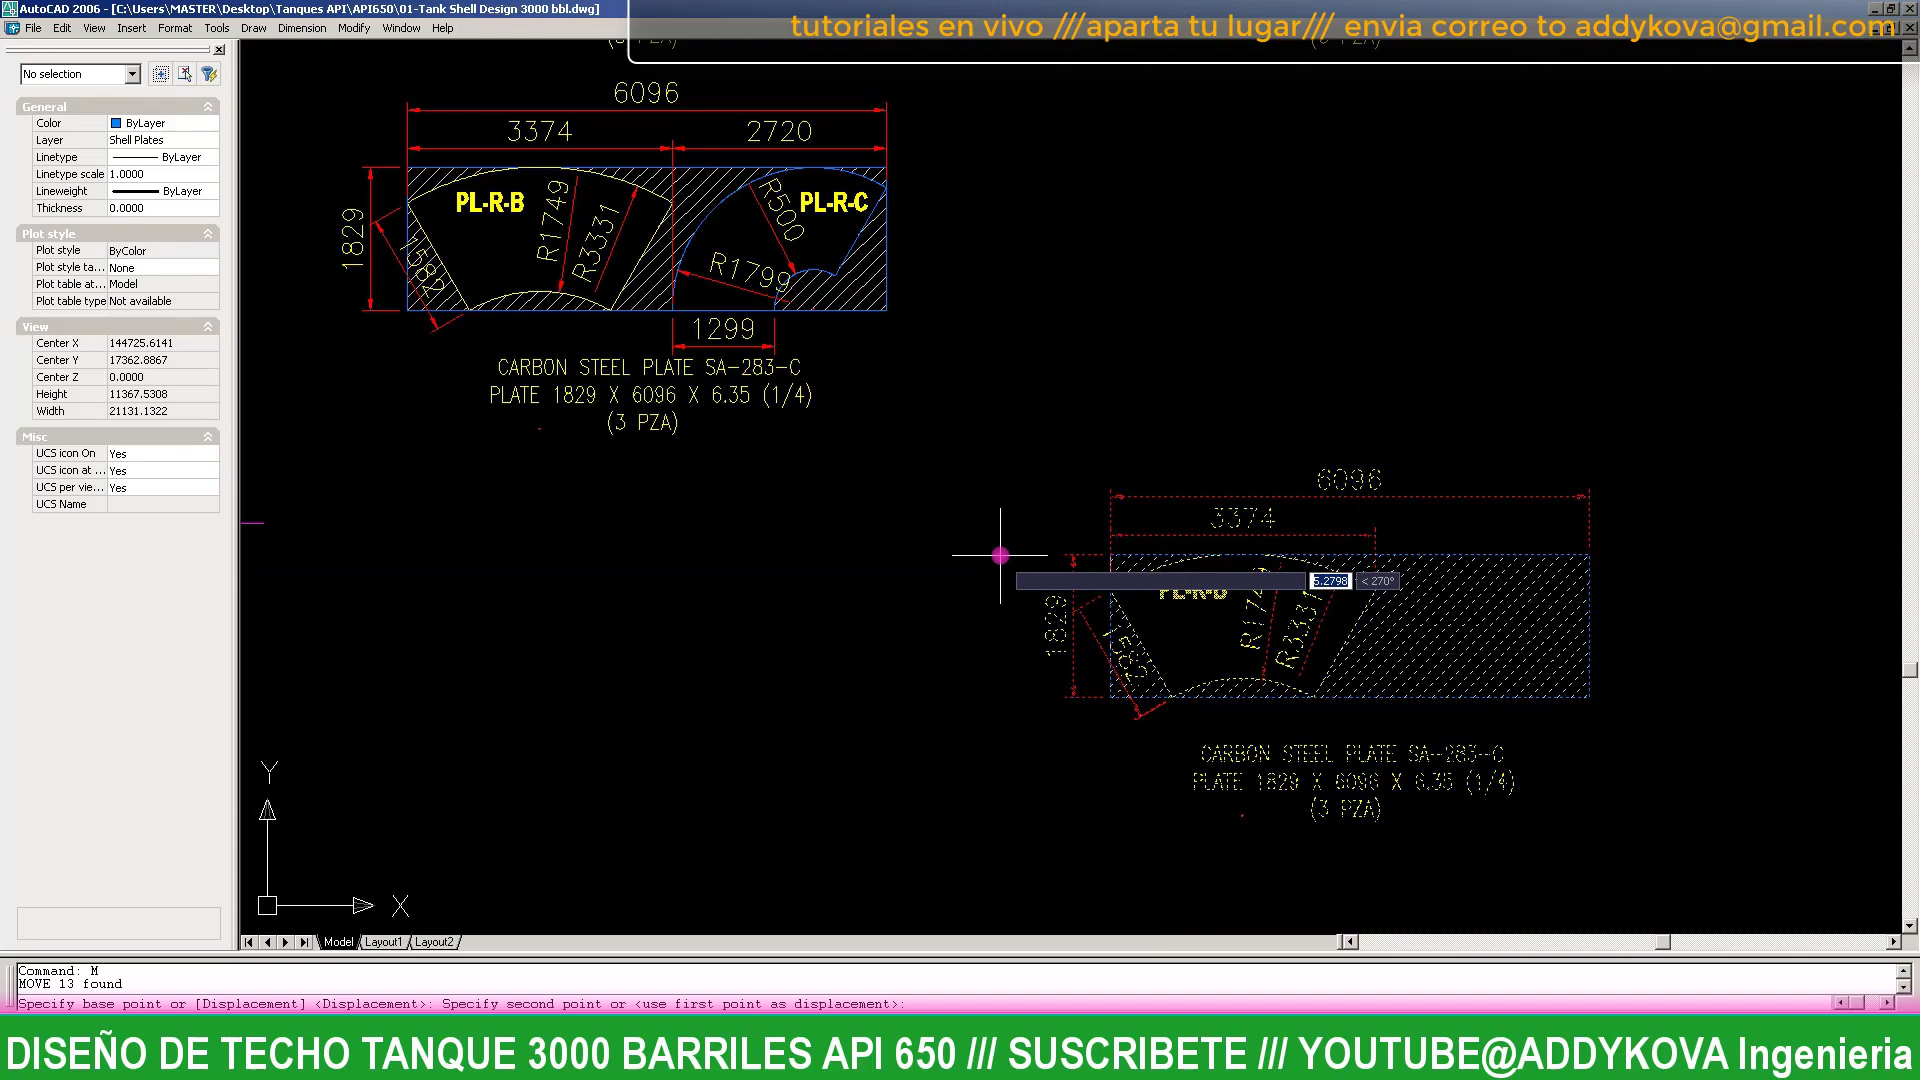 AutoCAD 2006 - [C:\Users\MASTER\Desktop\Tanques API\API650\01-Tank Shell Design 3000 bbl.dwg]
tutoriales en vivo ///aparta tu lugar/// envia correo to addykova@gmail.com
File Edit View Insert Format Tools Draw Dimension Modify Window Help
No selection
General
Color ByLayer
Layer Shell Plates
Linetype ByLayer
Linetype scale 1.0000
Lineweight ByLayer
Thickness 0.0000
Plot style
Plot style ByColor
Plot style ta... None
Plot table at... Model
Plot table type Not available
View
Center X 144725.6141
Center Y 17362.8867
Center Z 0.0000
Height 11367.5308
Width 21131.1322
Misc
UCS icon On Yes
UCS icon at ... Yes
UCS per vie... Yes
UCS Name
6096
3374 2720
1829
PL-R-B
R1749
R3331
1582
PL-R-C
R500
R1799
1299
CARBON STEEL PLATE SA-283-C
PLATE 1829 X 6096 X 6.35 (1/4)
(3 PZA)
6096
3374
1829
PL-R-B
R3331
1582
5.2798 < 270°
CARBON STEEL PLATE SA-283-C
PLATE 1829 X 6096 X 6.35 (1/4)
(3 PZA)
Y
X
Model Layout1 Layout2
Command: M
MOVE 13 found
Specify base point or [Displacement] <Displacement>: Specify second point or <use first point as displacement>:
DISEÑO DE TECHO TANQUE 3000 BARRILES API 650 /// SUSCRIBETE /// YOUTUBE@ADDYKOVA Ingenieria